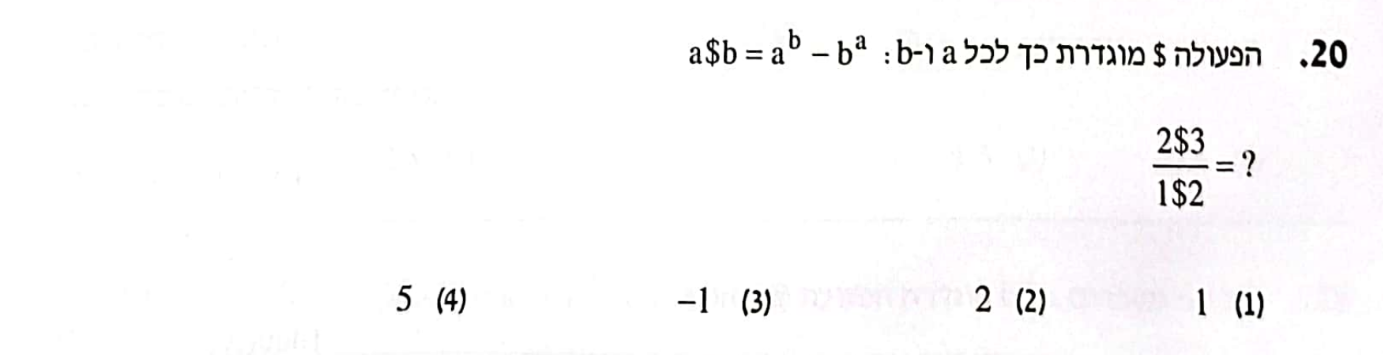 20. הפעולה $ מוגדרת כך לכל a ו-b: a$b = a^b − b^a
2$3
1$2
= ?
(1) 1 (2) 2 (3) −1 (4) 5